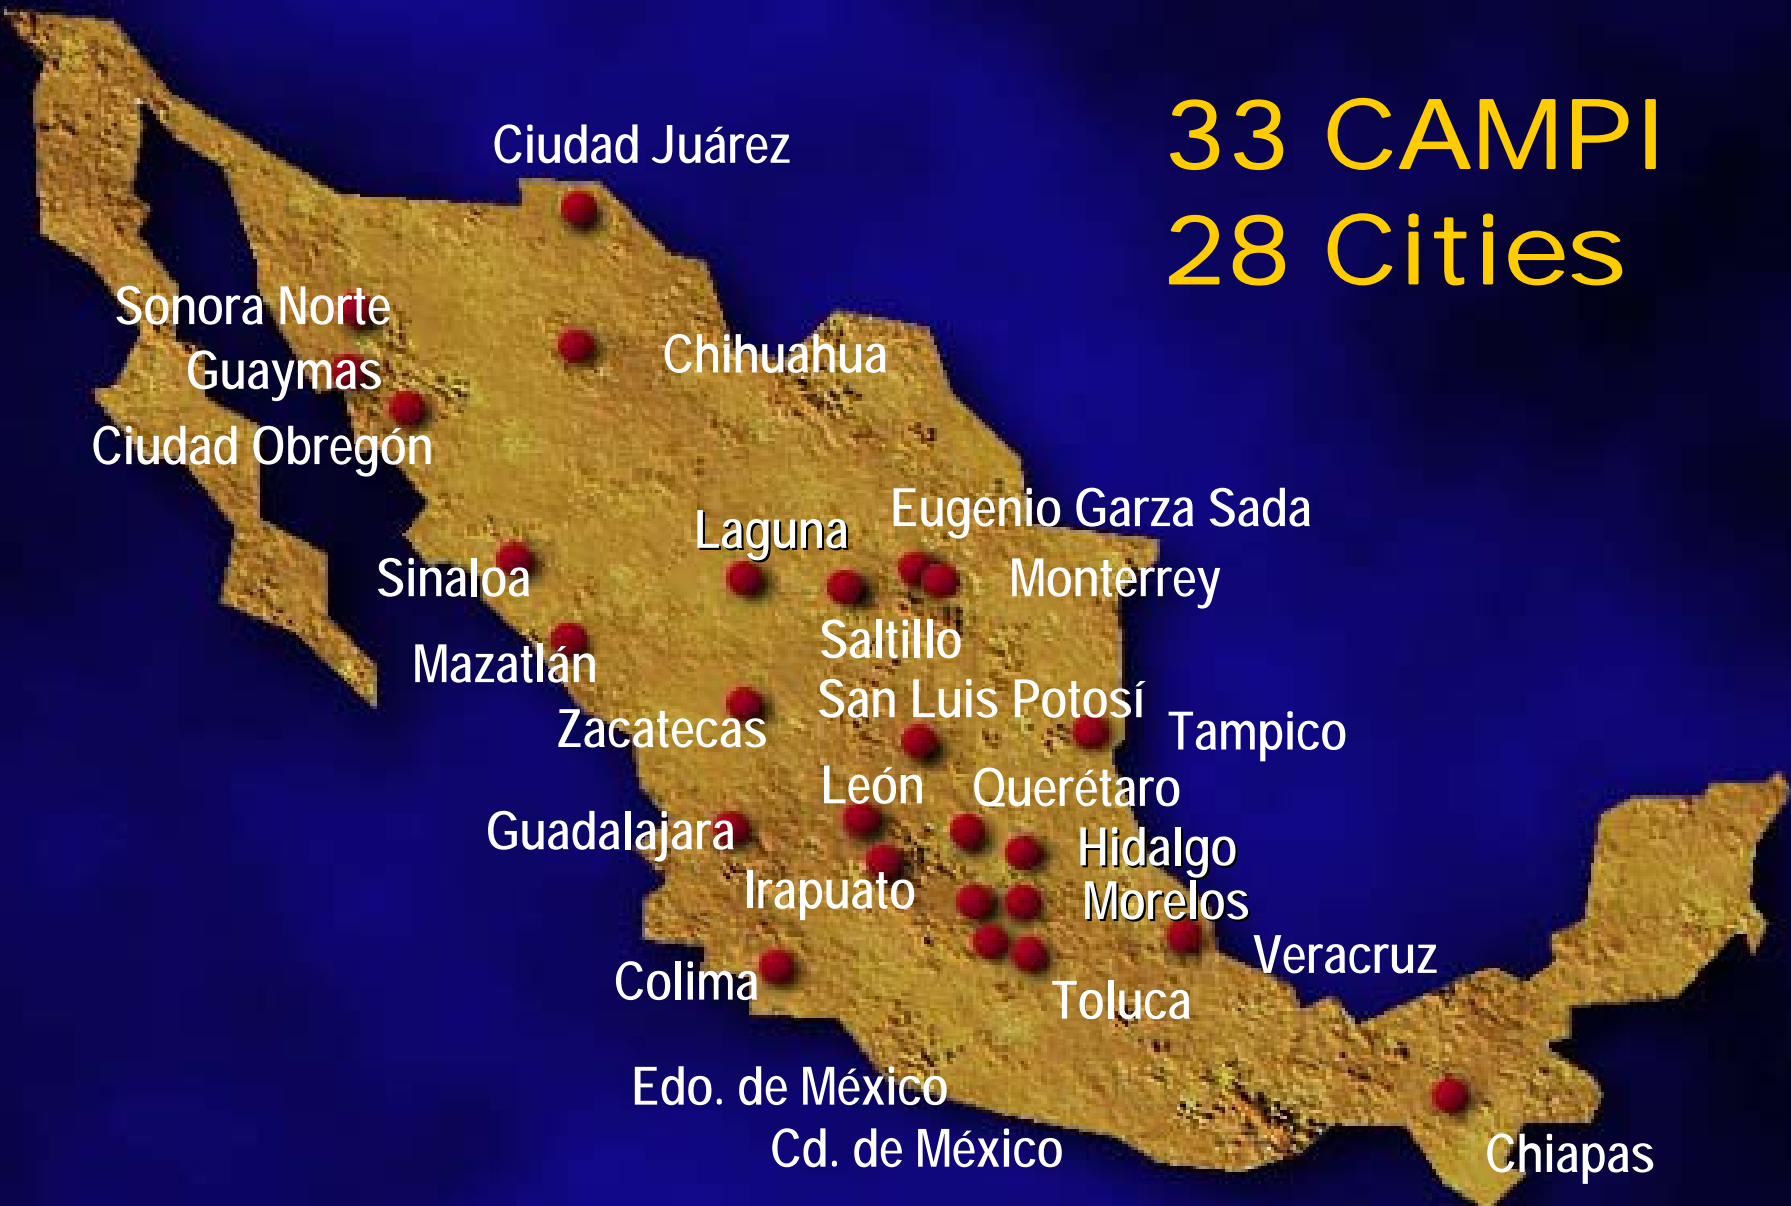 33 CAMPI
28 Cities
Ciudad Juárez
Sonora Norte
Guaymas
Chihuahua
Ciudad Obregón
Eugenio Garza Sada
Laguna
Sinaloa
Monterrey
Saltillo
Mazatlán
San Luis Potosí
Zacatecas
Tampico
León
Querétaro
Guadalajara
Hidalgo
Irapuato
Morelos
Veracruz
Colima
Toluca
Edo. de México
Cd. de México
Chiapas